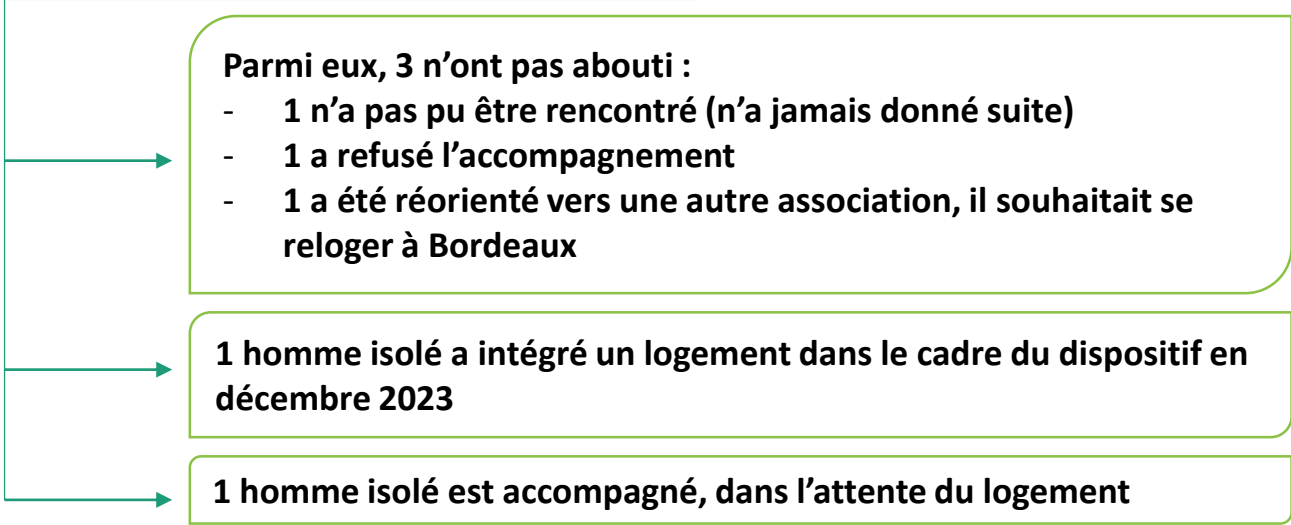 Parmi eux, 3 n’ont pas abouti :
- 1 n’a pas pu être rencontré (n’a jamais donné suite)
- 1 a refusé l’accompagnement
- 1 a été réorienté vers une autre association, il souhaitait se
reloger à Bordeaux
1 homme isolé a intégré un logement dans le cadre du dispositif en
décembre 2023
1 homme isolé est accompagné, dans l’attente du logement